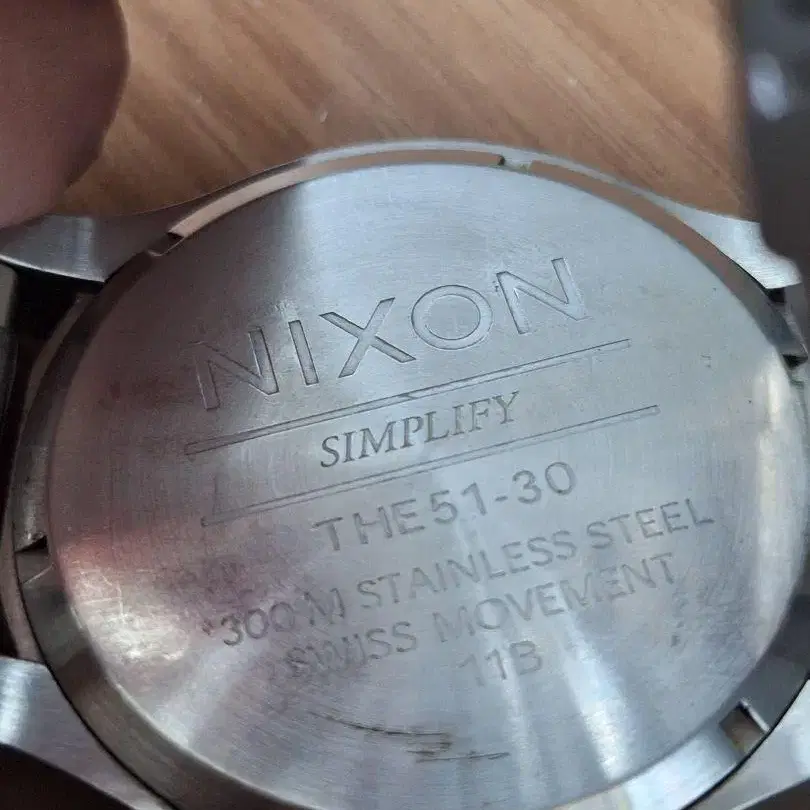 NIXON
SIMPLIFY
THE 51-30
300 M STAINLESS STEEL
SWISS MOVEMENT
11B